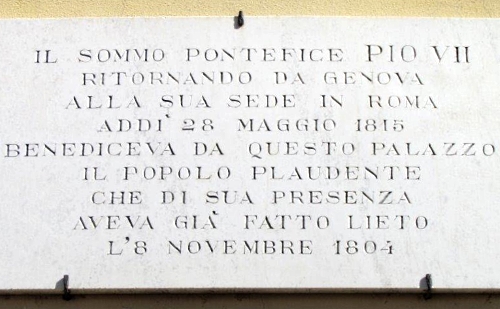 IL SOMMO PONTEFICE PIO VII
RITORNANDO DA GENOVA
ALLA SUA SEDE IN ROMA
ADDI' 28 MAGGIO 1815
BENEDICEVA DA QUESTO PALAZZO
IL POPOLO PLAUDENTE
CHE DI SUA PRESENZA
AVEVA GIA' FATTO LIETO
L'8 NOVEMBRE 1804